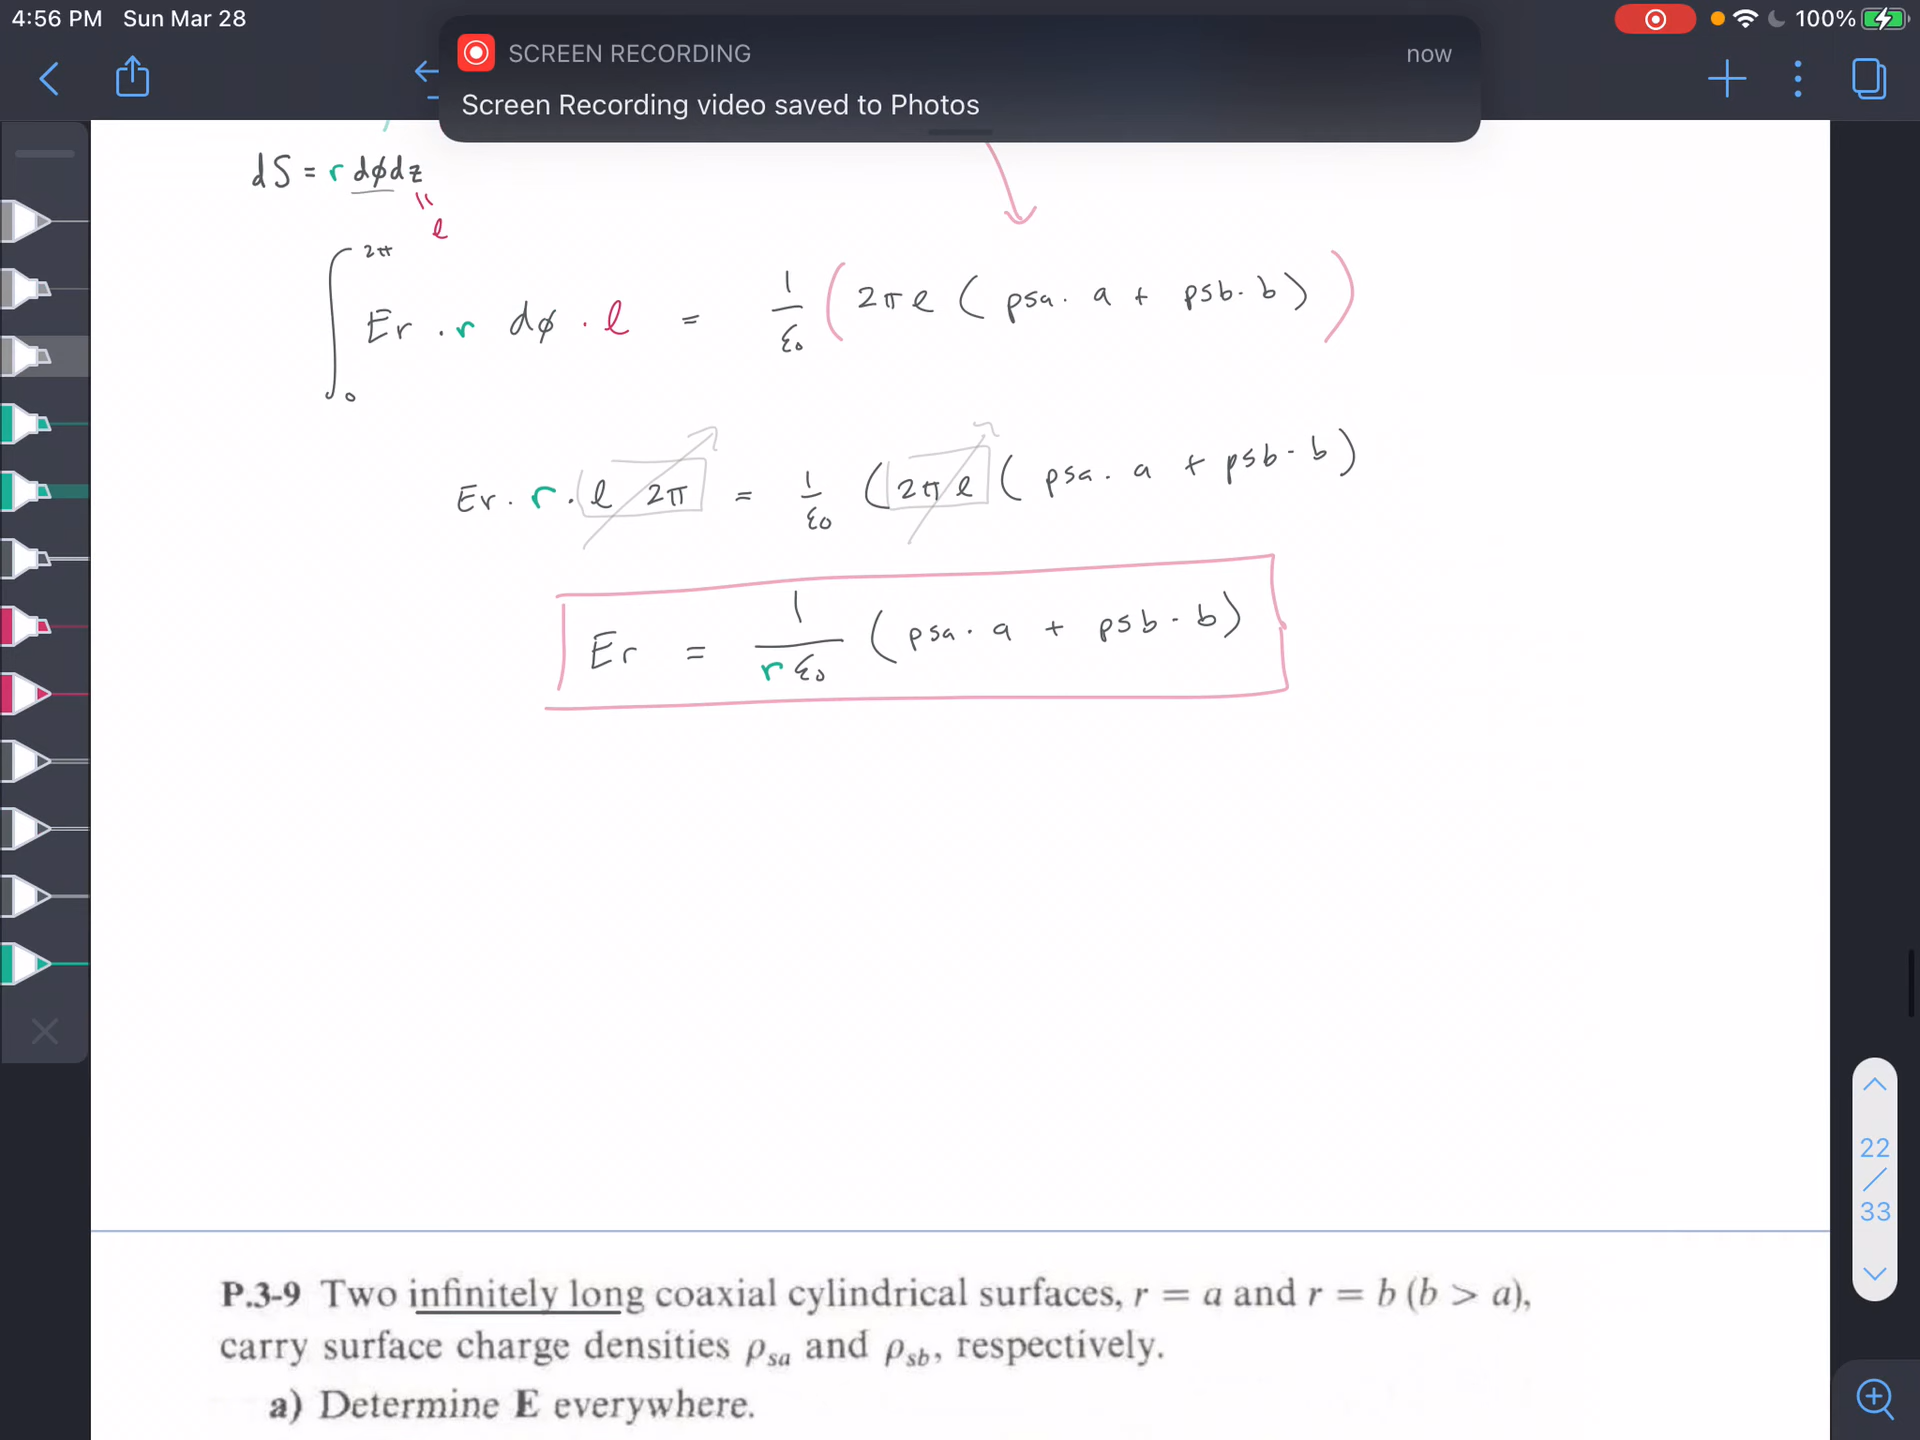 4:56 PM Sun Mar 28
100%
SCREEN RECORDING
now
Screen Recording video saved to Photos
dS = r dϕdz
"
l
∫₀^2π Er · r dϕ · l = 1/ε₀ (2πl (ρsa · a + ρsb · b))
Er · r · l 2π = 1/ε₀ (2πl (ρsa · a + ρsb · b)
Er = 1/rε₀ (ρsa · a + ρsb · b)
22
/
33
P.3-9 Two infinitely long coaxial cylindrical surfaces, r = a and r = b (b > a),
carry surface charge densities ρsa and ρsb, respectively.
a) Determine E everywhere.